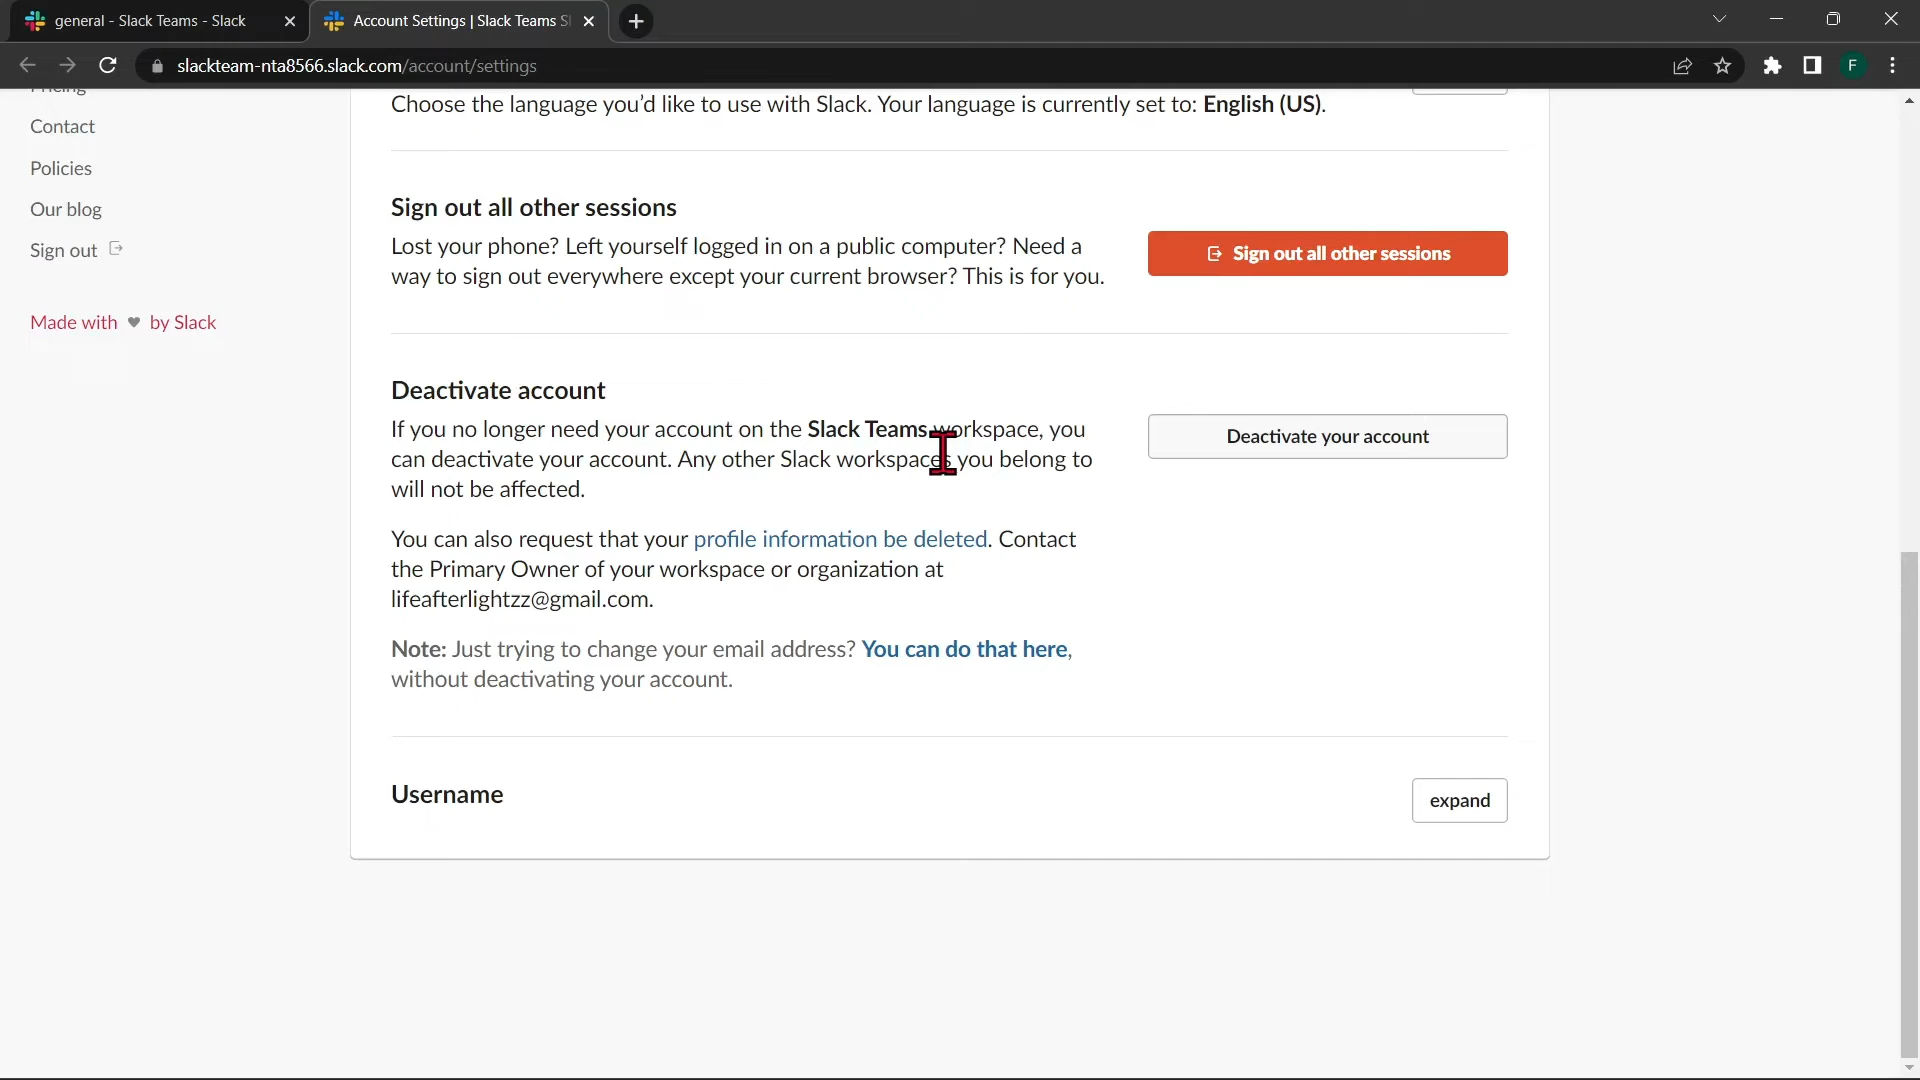 general - Slack Teams - Slack
Account Settings | Slack Teams Sl
slackteam-nta8566.slack.com/account/settings
F
Pricing
Contact
Policies
Our blog
Sign out
Made with ♥ by Slack
Choose the language you’d like to use with Slack. Your language is currently set to: English (US).
Sign out all other sessions
Lost your phone? Left yourself logged in on a public computer? Need a
way to sign out everywhere except your current browser? This is for you.
Sign out all other sessions
Deactivate account
If you no longer need your account on the Slack Teams workspace, you
can deactivate your account. Any other Slack workspaces you belong to
will not be affected.
Deactivate your account
You can also request that your profile information be deleted. Contact
the Primary Owner of your workspace or organization at
lifeafterlightzz@gmail.com.
Note: Just trying to change your email address? You can do that here,
without deactivating your account.
Username
expand